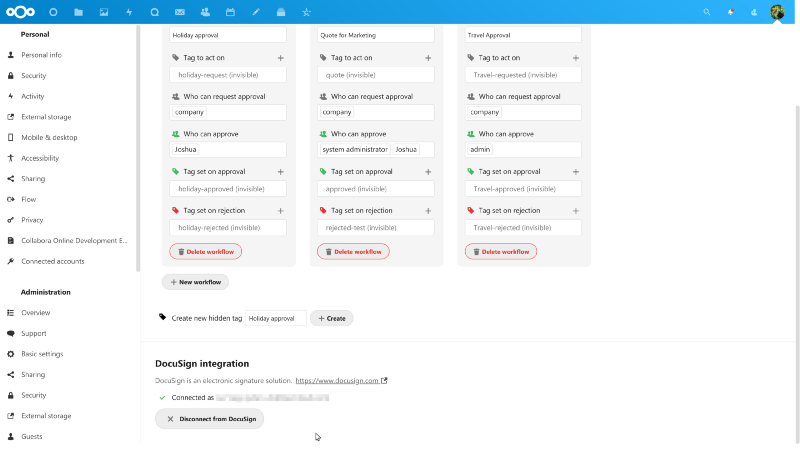 Personal
Personal info
Security
Activity
External storage
Mobile & desktop
Accessibility
Sharing
Flow
Privacy
Collabora Online Development E...
Connected accounts
Administration
Overview
Support
Basic settings
Sharing
Security
External storage
Guests
Holiday approval
Tag to act on
holiday-request (invisible)
Who can request approval
company
Who can approve
Joshua
Tag set on approval
holiday-approved (invisible)
Tag set on rejection
holiday-rejected (invisible)
Delete workflow
Quote for Marketing
Tag to act on
quote (invisible)
Who can request approval
company
Who can approve
system administrator Joshua
Tag set on approval
approved (invisible)
Tag set on rejection
rejected-test (invisible)
Delete workflow
Travel Approval
Tag to act on
Travel-requested (invisible)
Who can request approval
company
Who can approve
admin
Tag set on approval
Travel-approved (invisible)
Tag set on rejection
Travel-rejected (invisible)
Delete workflow
New workflow
Create new hidden tag Holiday approval Create
DocuSign integration
DocuSign is an electronic signature solution. https://www.docusign.com
Connected as
Disconnect from DocuSign